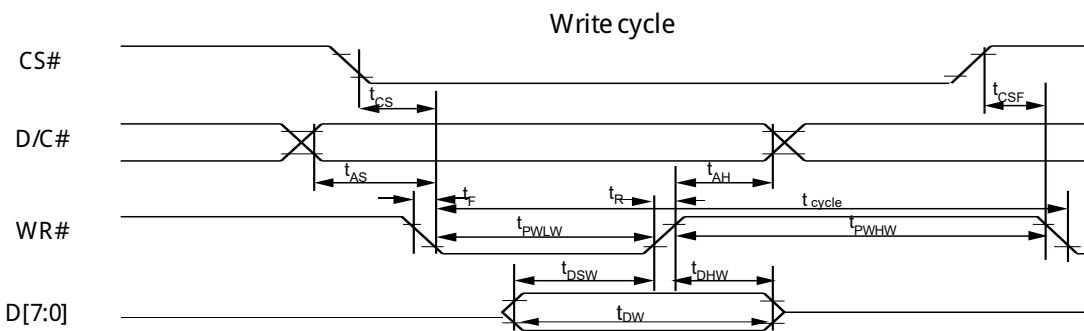 Write cycle
CS#
tCS
tCSF
D/C#
tAS
tF
tR
tAH
tcycle
WR#
tPWLW
tPWHW
tDSW
tDHW
D[7:0]
tDW